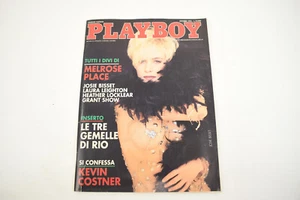 PLAYBOY
TUTTI I DIVI DI
MELROSE
PLACE
JOSIE BISSET
LAURA LEIGHTON
HEATHER LOCKLEAR
GRANT SHOW
INSERTO
LE TRE
GEMELLE
DI RIO
SI CONFESSA
KEVIN
COSTNER